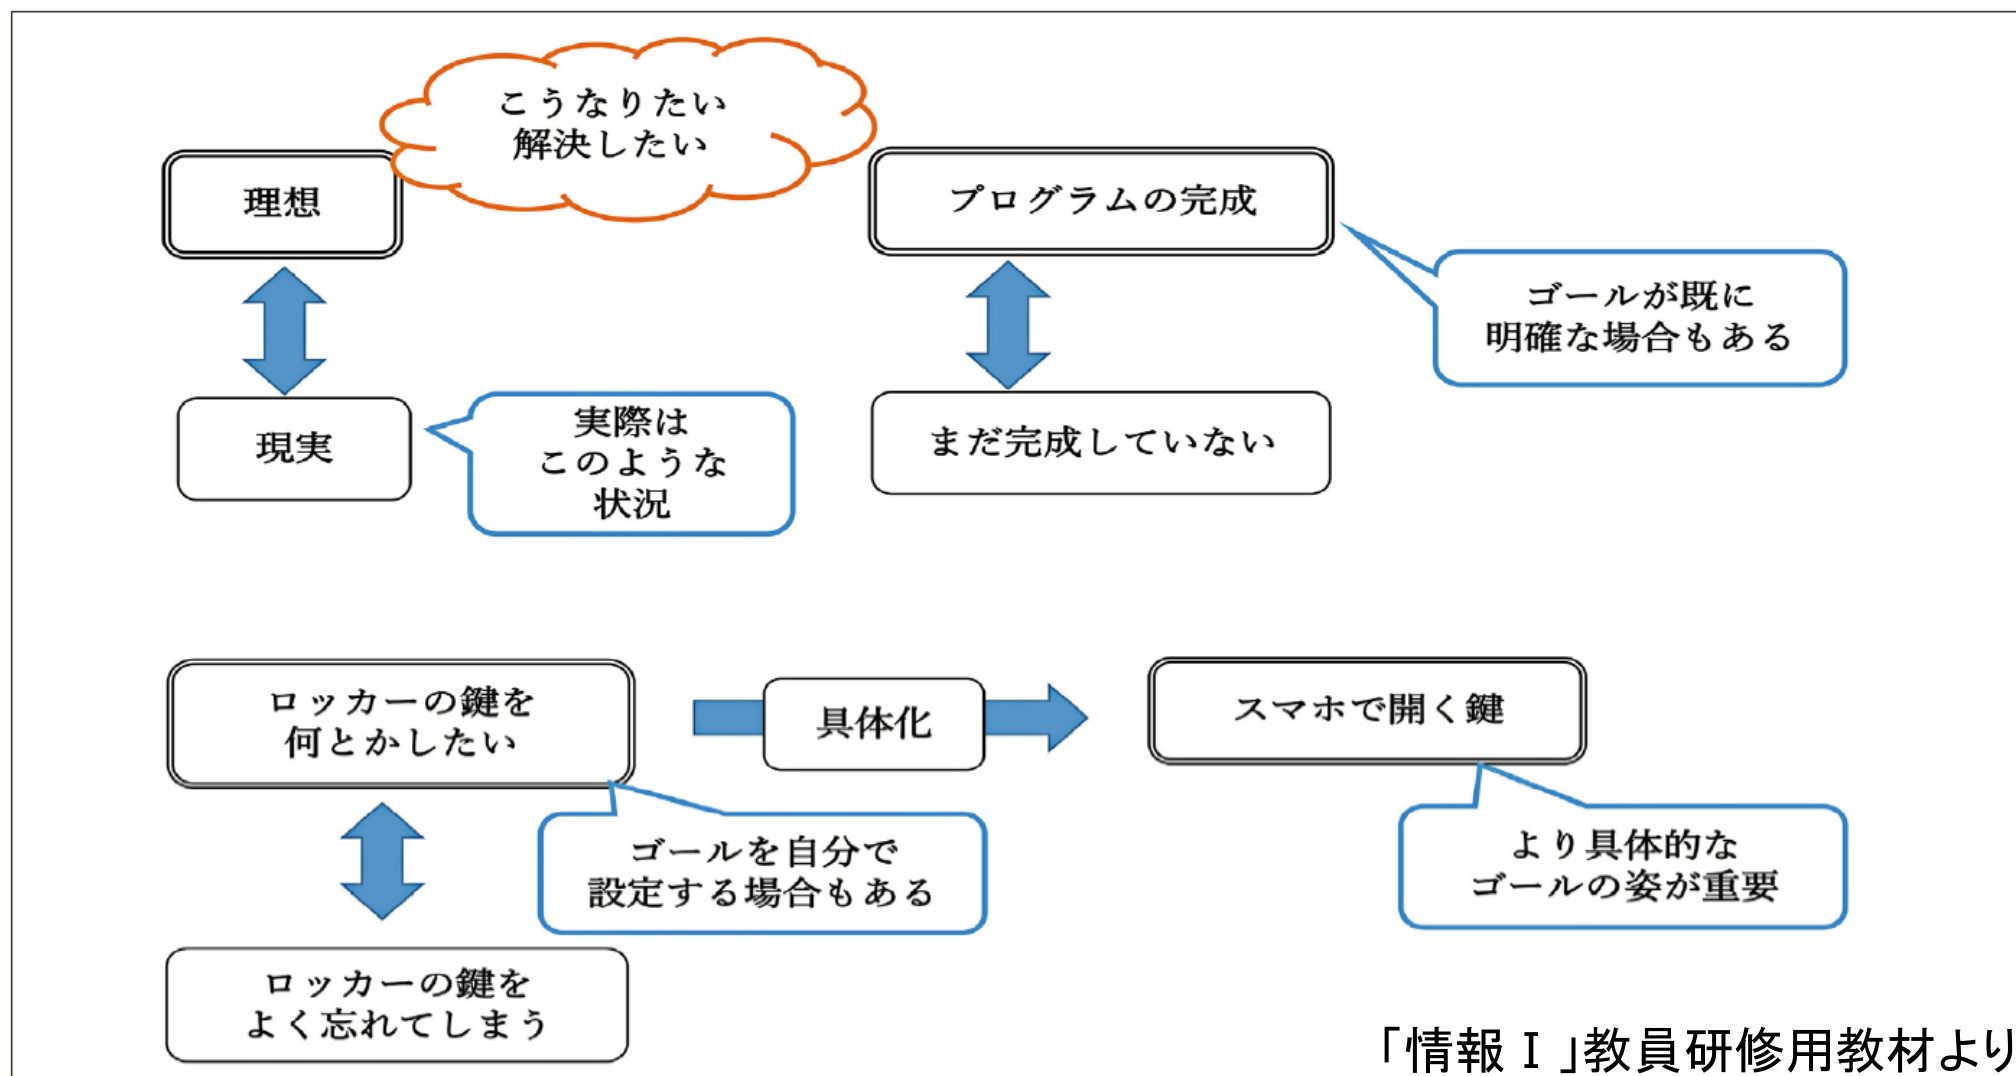 こうなりたい
解決したい
理想
現実
実際は
このような
状況
プログラムの完成
ゴールが既に
明確な場合もある
まだ完成していない
ロッカーの鍵を
何とかしたい
具体化
スマホで開く鍵
ゴールを自分で
設定する場合もある
より具体的な
ゴールの姿が重要
ロッカーの鍵を
よく忘れてしまう
「情報Ⅰ」教員研修用教材より